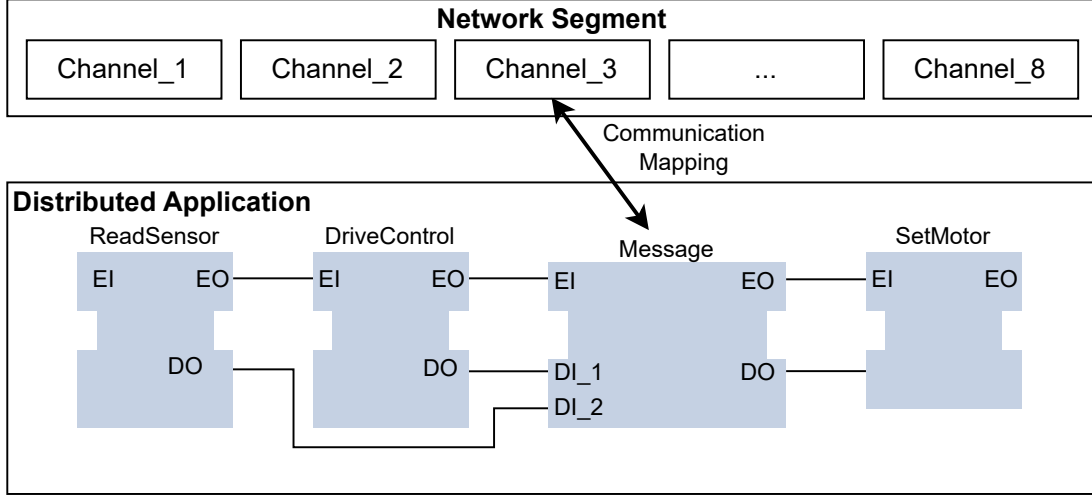 Network Segment
Channel_1 Channel_2 Channel_3 ... Channel_8
Communication
Mapping
Distributed Application
ReadSensor DriveControl Message SetMotor
EI EO EI EO EI EO EI EO
DO DO DI_1 DO
DI_2